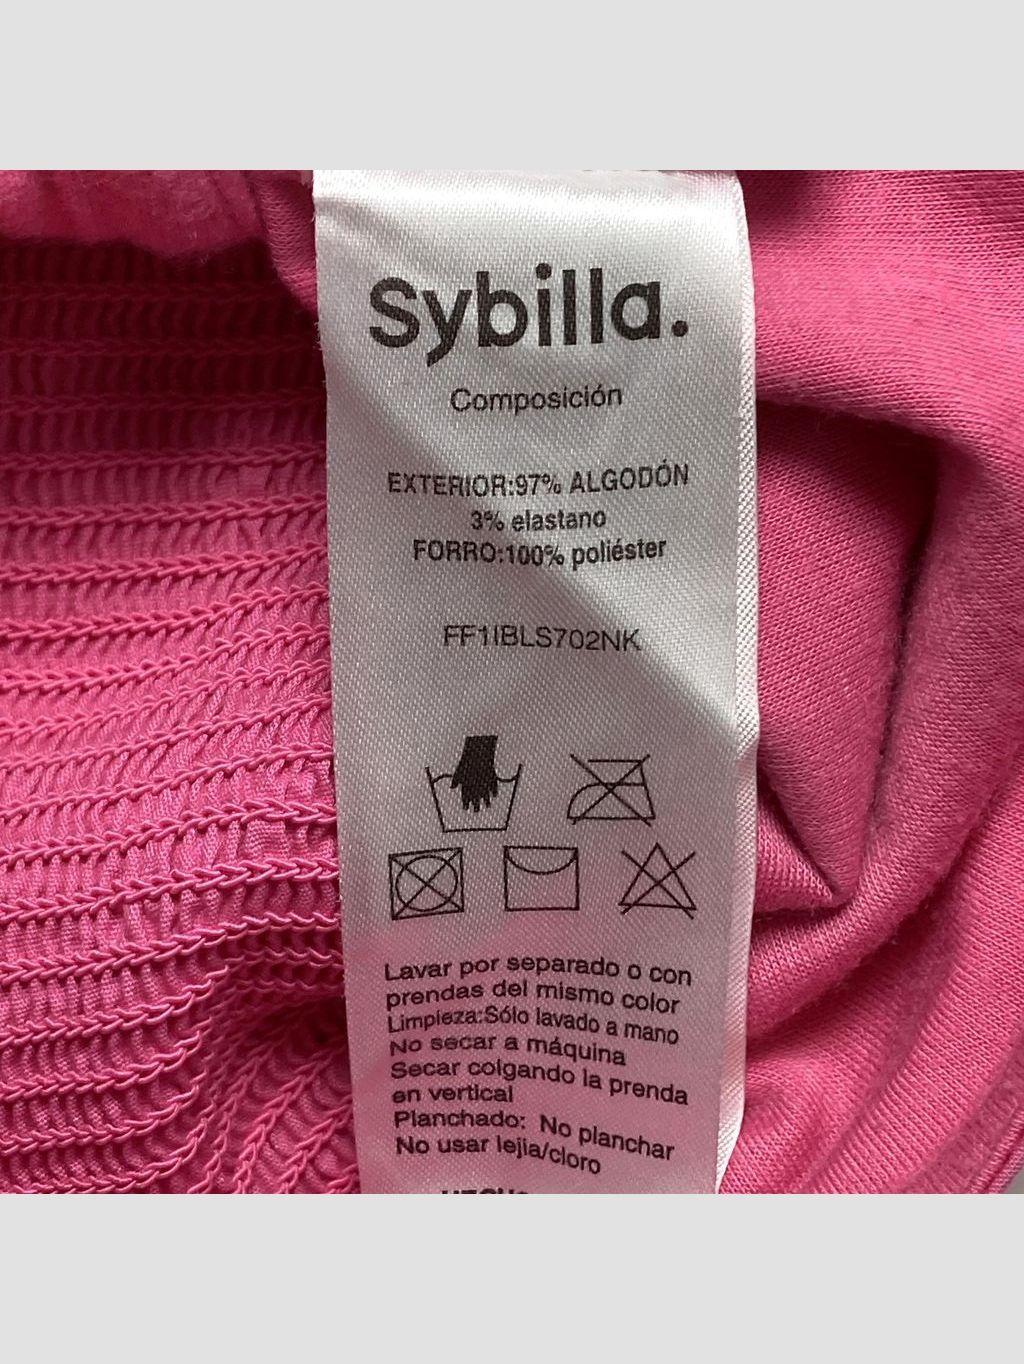 Sybilla.
Composición
EXTERIOR:97% ALGODÓN
3% elastano
FORRO:100% poliéster
FF1IBLS702NK
Lavar por separado o con
prendas del mismo color
Limpieza:Sólo lavado a mano
No secar a máquina
Secar colgando la prenda
en vertical
Planchado: No planchar
No usar lejia/cloro